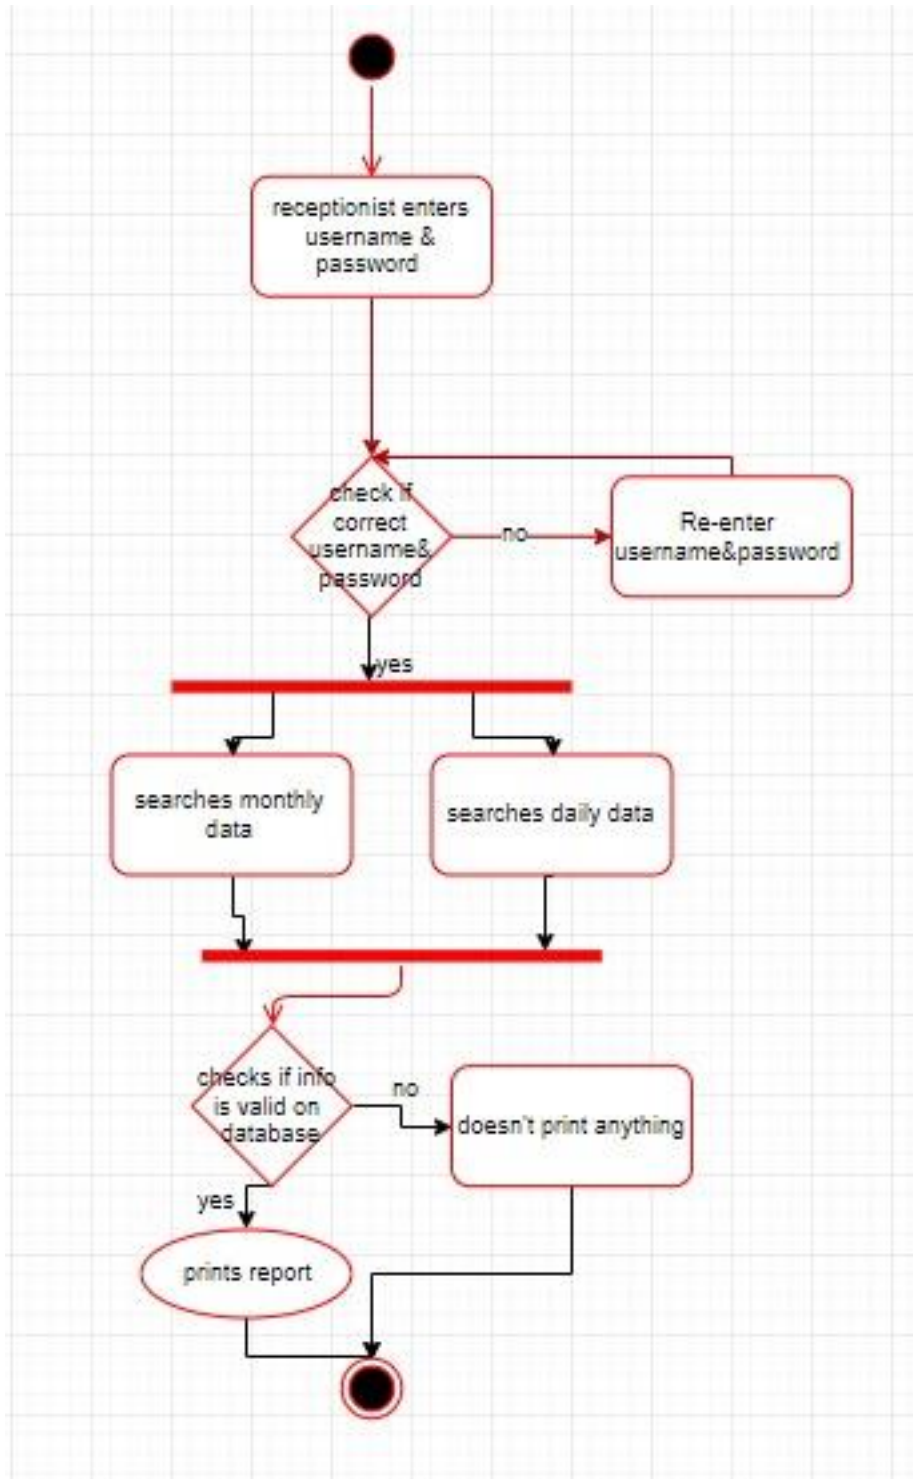 receptionist enters
username &
password
check if
correct
username&
password
no
Re-enter
username&password
yes
searches monthly
data
searches daily data
checks if info
is valid on
database
no
doesn't print anything
yes
prints report